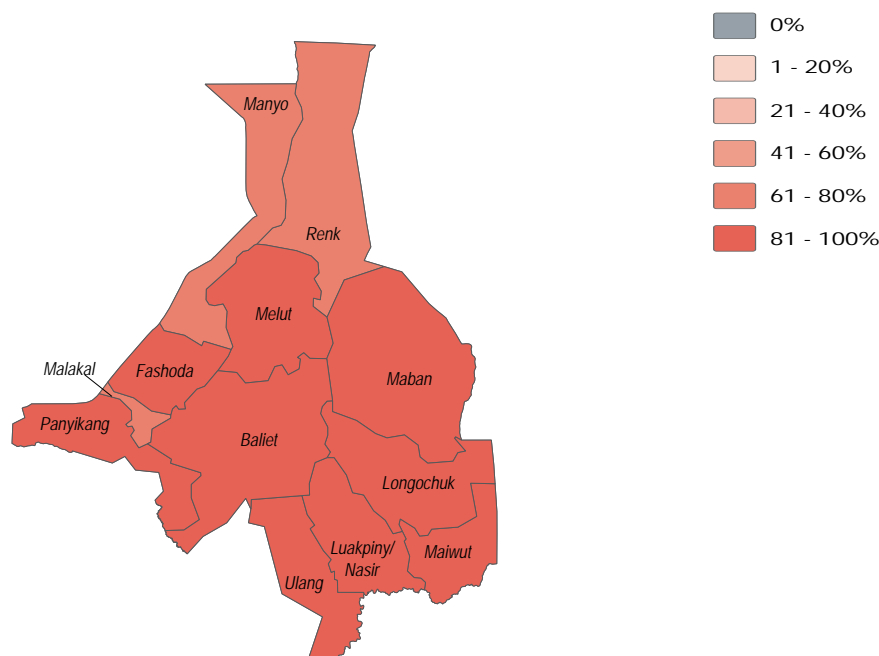 0%
1 - 20%
21 - 40%
41 - 60%
61 - 80%
81 - 100%
Manyo
Renk
Melut
Malakal
Fashoda
Maban
Panyikang
Baliet
Longochuk
Luakpiny/
Nasir
Maiwut
Ulang